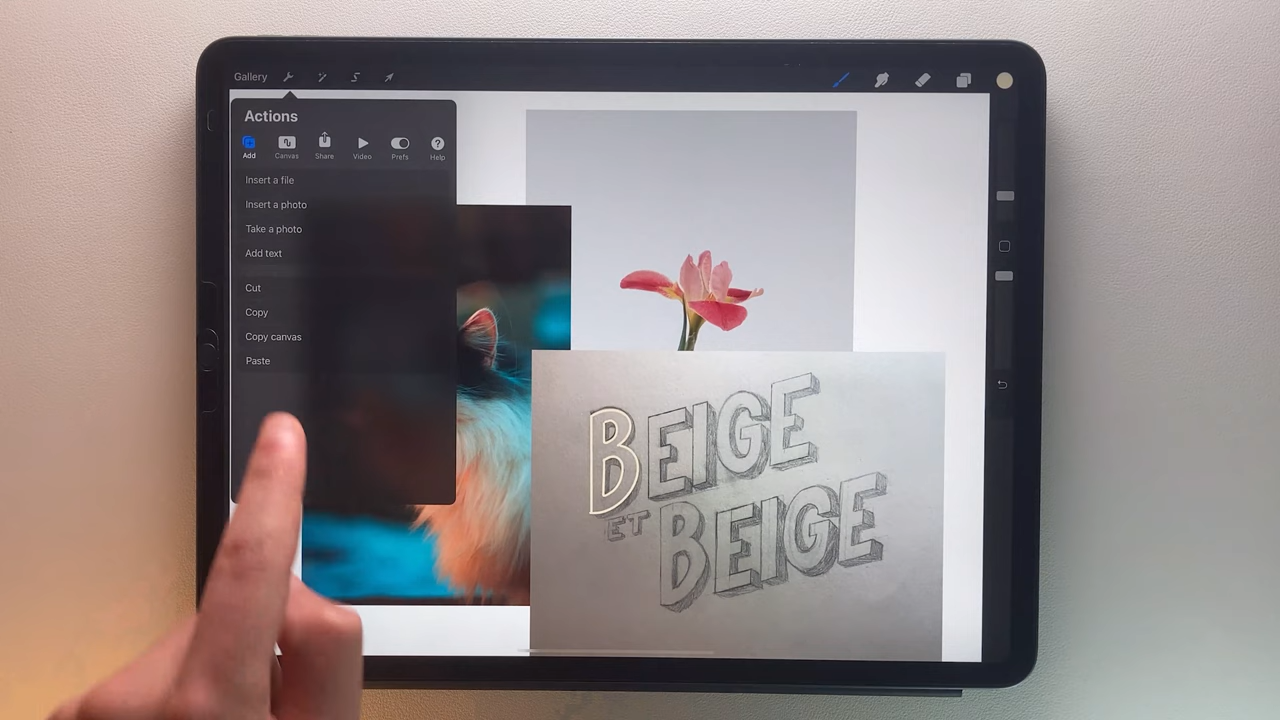 Gallery
Actions
Add Canvas Share Video Prefs Help
Insert a file
Insert a photo
Take a photo
Add text
Cut
Copy
Copy canvas
Paste
BEIGE
ET
BEIGE